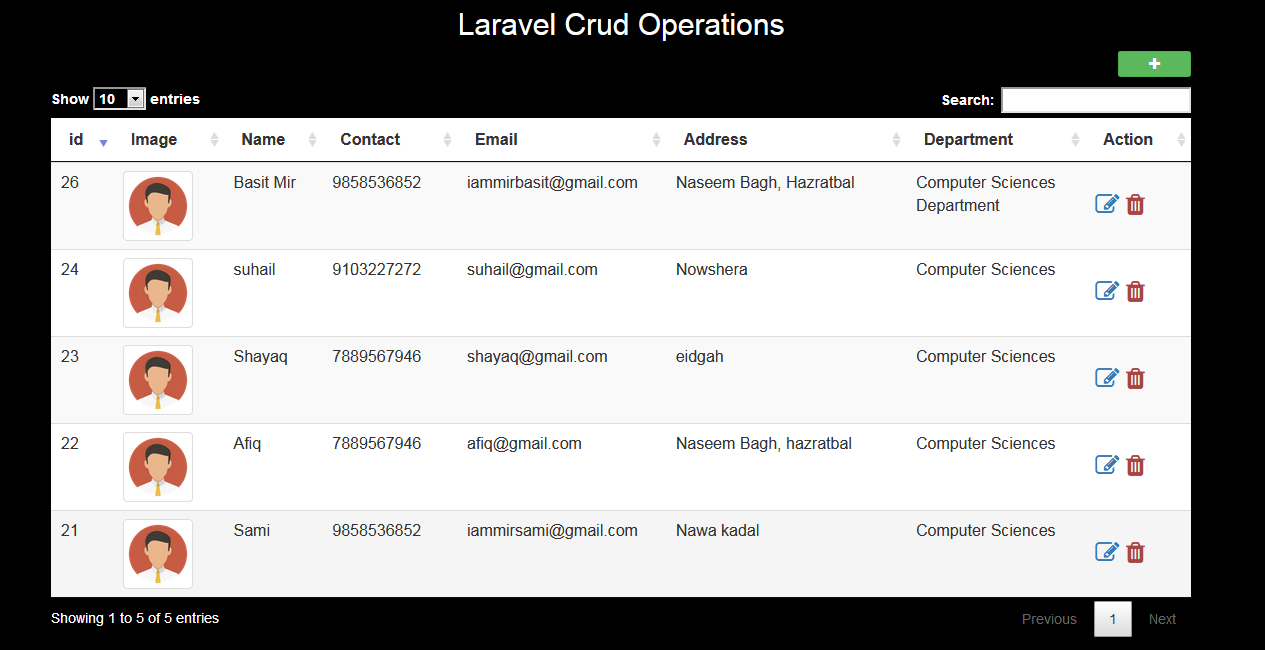 Laravel Crud Operations
+
Show 10 entries Search:
id Image Name Contact Email Address Department Action
26 Basit Mir 9858536852 iammirbasit@gmail.com Naseem Bagh, Hazratbal Computer Sciences
Department
24 suhail 9103227272 suhail@gmail.com Nowshera Computer Sciences
23 Shayaq 7889567946 shayaq@gmail.com eidgah Computer Sciences
22 Afiq 7889567946 afiq@gmail.com Naseem Bagh, hazratbal Computer Sciences
21 Sami 9858536852 iammirsami@gmail.com Nawa kadal Computer Sciences
Showing 1 to 5 of 5 entries Previous 1 Next